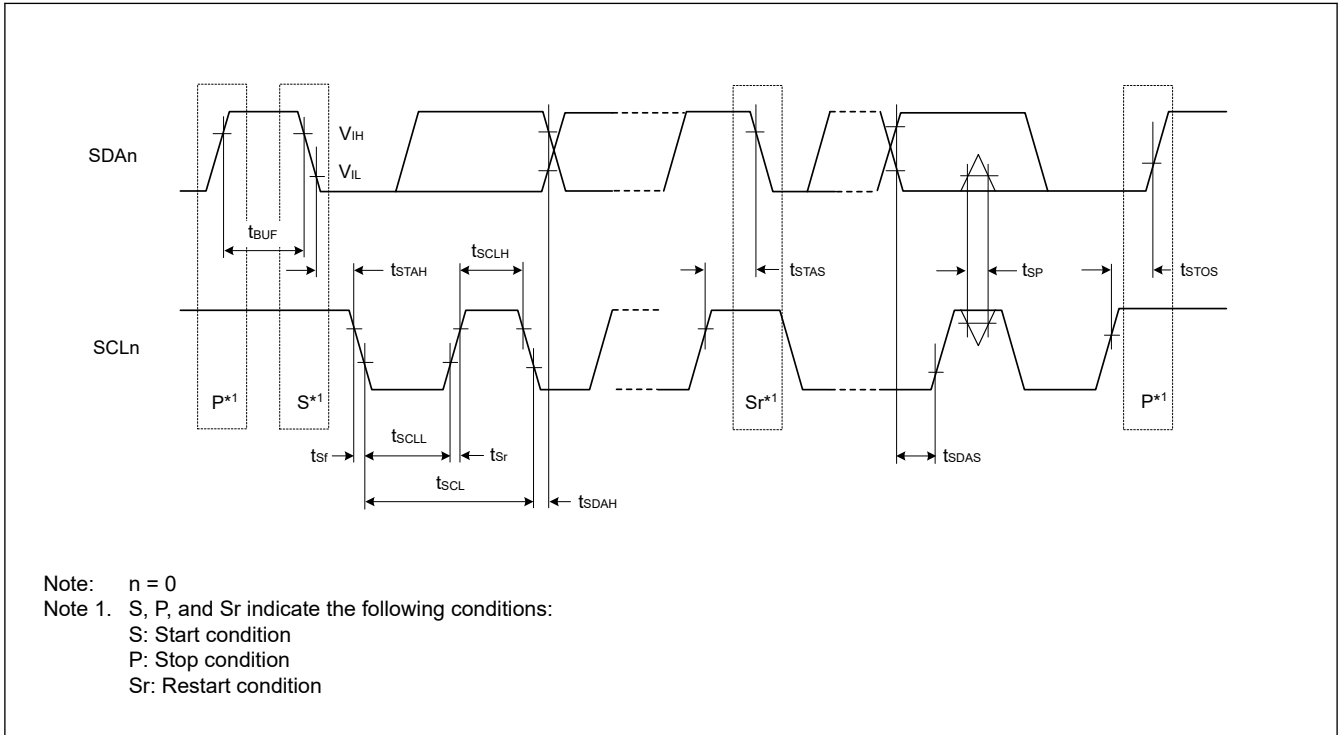 SDAn
VIH
VIL
tBUF
tSTAH
tSCLH
tSTAS
tSP
tSTOS
SCLn
P*1
S*1
Sr*1
P*1
tSf
tSCLL
tSr
tSDAS
tSCL
tSDAH
Note: n = 0
Note 1. S, P, and Sr indicate the following conditions:
S: Start condition
P: Stop condition
Sr: Restart condition